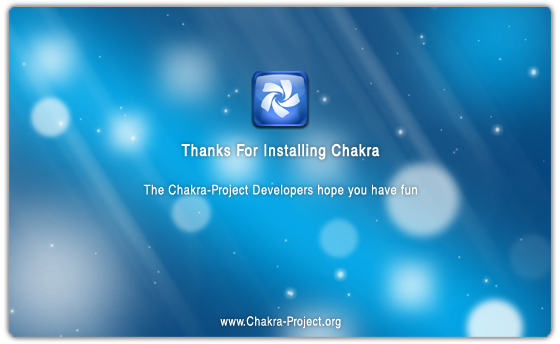 Thanks For Installing Chakra
The Chakra-Project Developers hope you have fun
www.Chakra-Project.org